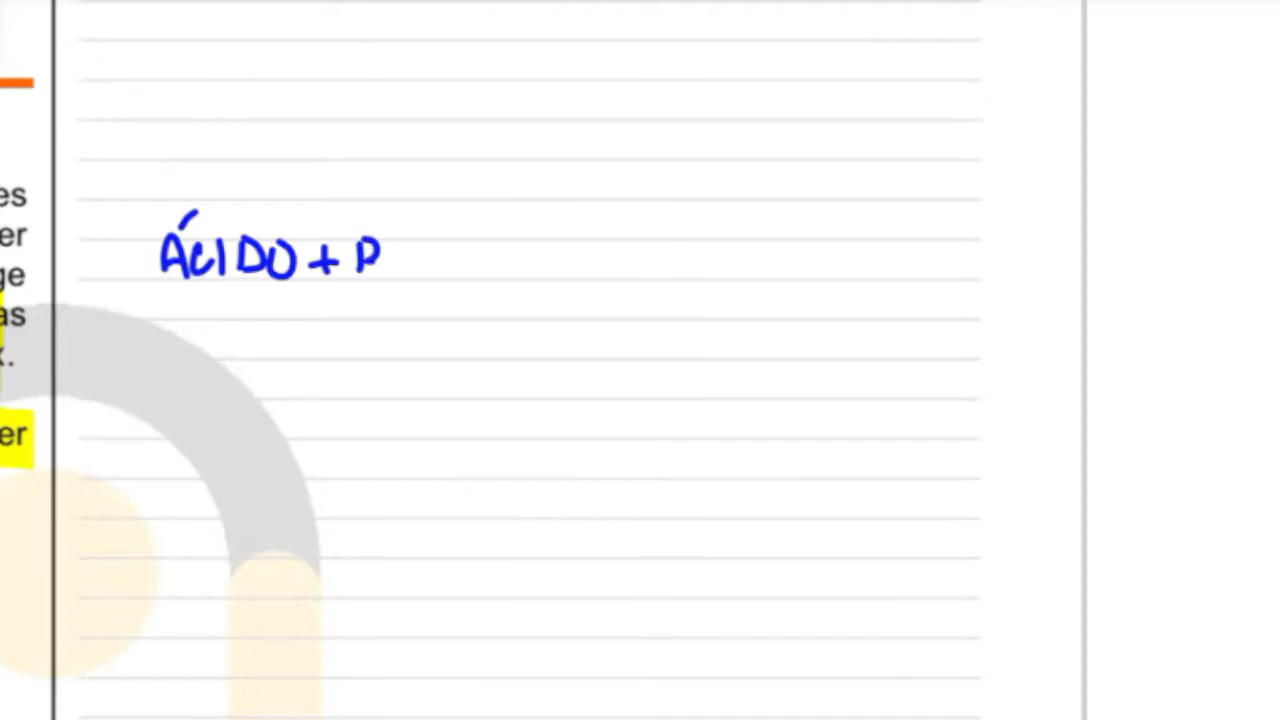 es
er
ÁCIDO + P
ge
as
x.
er